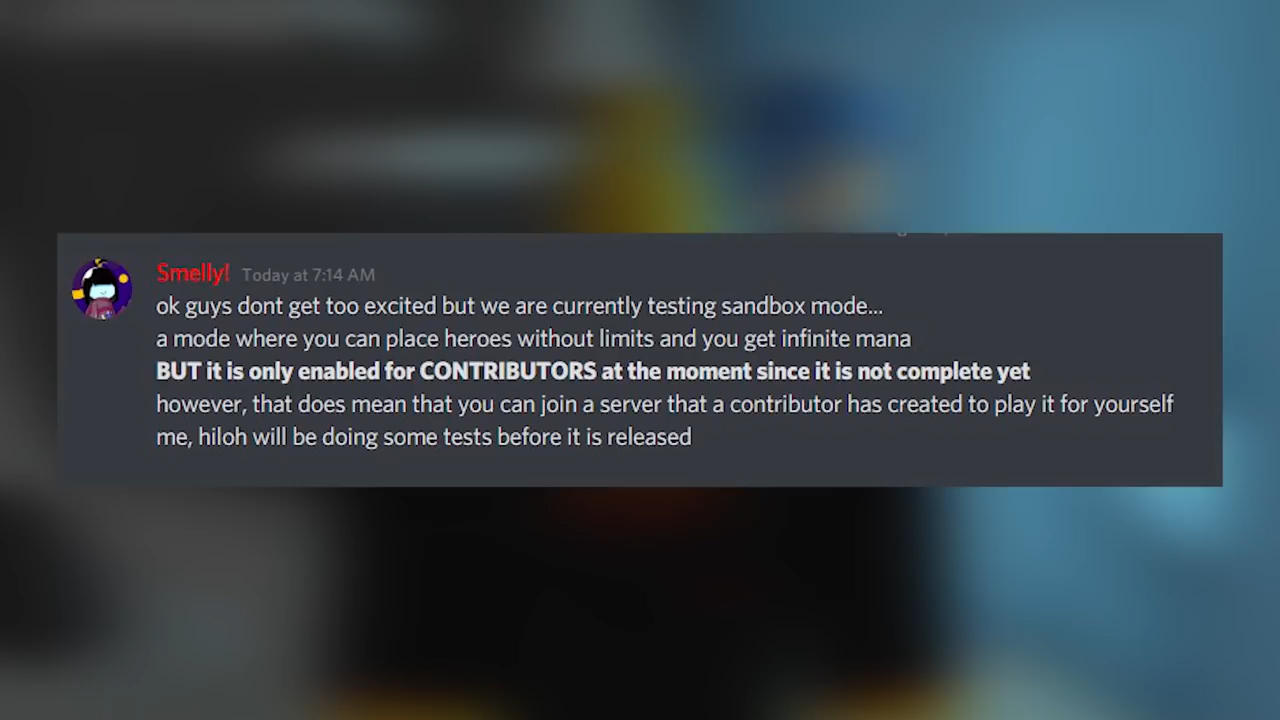 Smelly! Today at 7:14 AM
ok guys dont get too excited but we are currently testing sandbox mode...
a mode where you can place heroes without limits and you get infinite mana
BUT it is only enabled for CONTRIBUTORS at the moment since it is not complete yet
however, that does mean that you can join a server that a contributor has created to play it for yourself
me, hiloh will be doing some tests before it is released